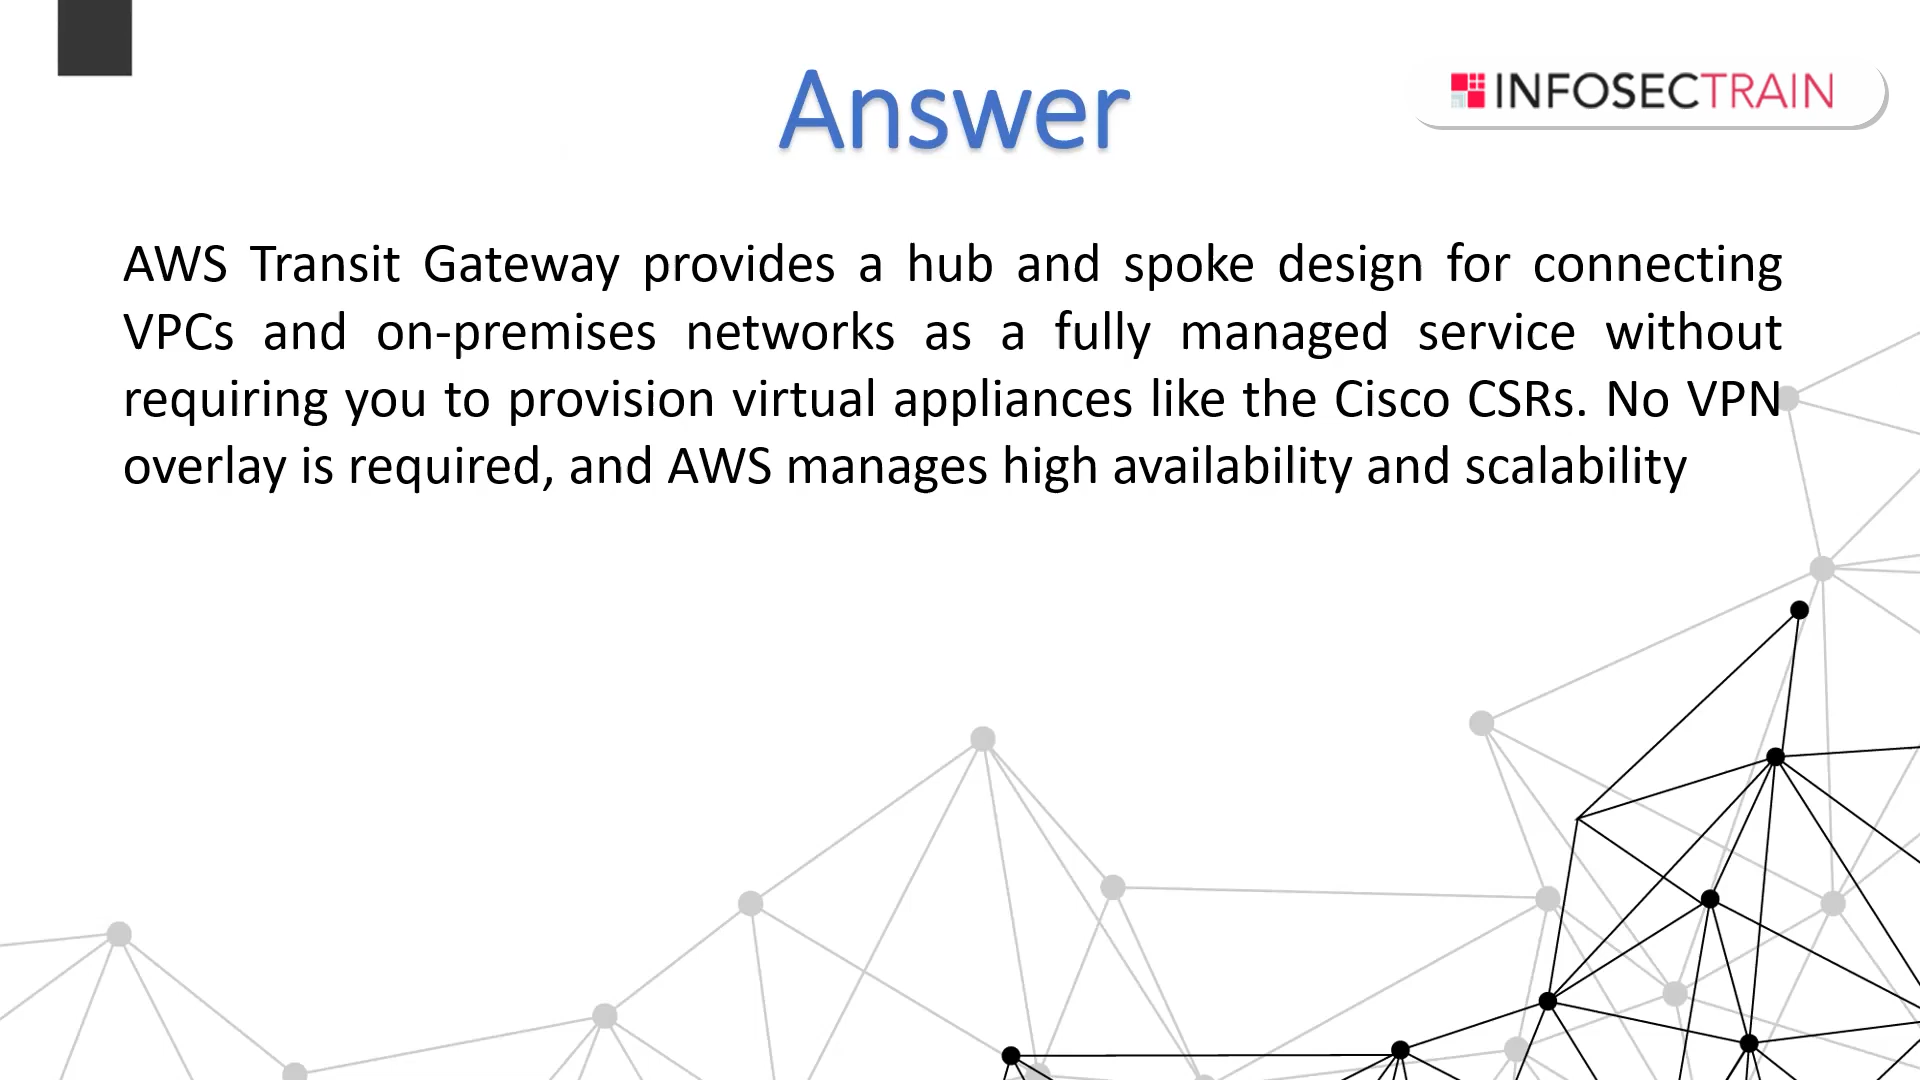 Answer
INFOSECTRAIN
AWS Transit Gateway provides a hub and spoke design for connecting
VPCs and on-premises networks as a fully managed service without
requiring you to provision virtual appliances like the Cisco CSRs. No VPN
overlay is required, and AWS manages high availability and scalability